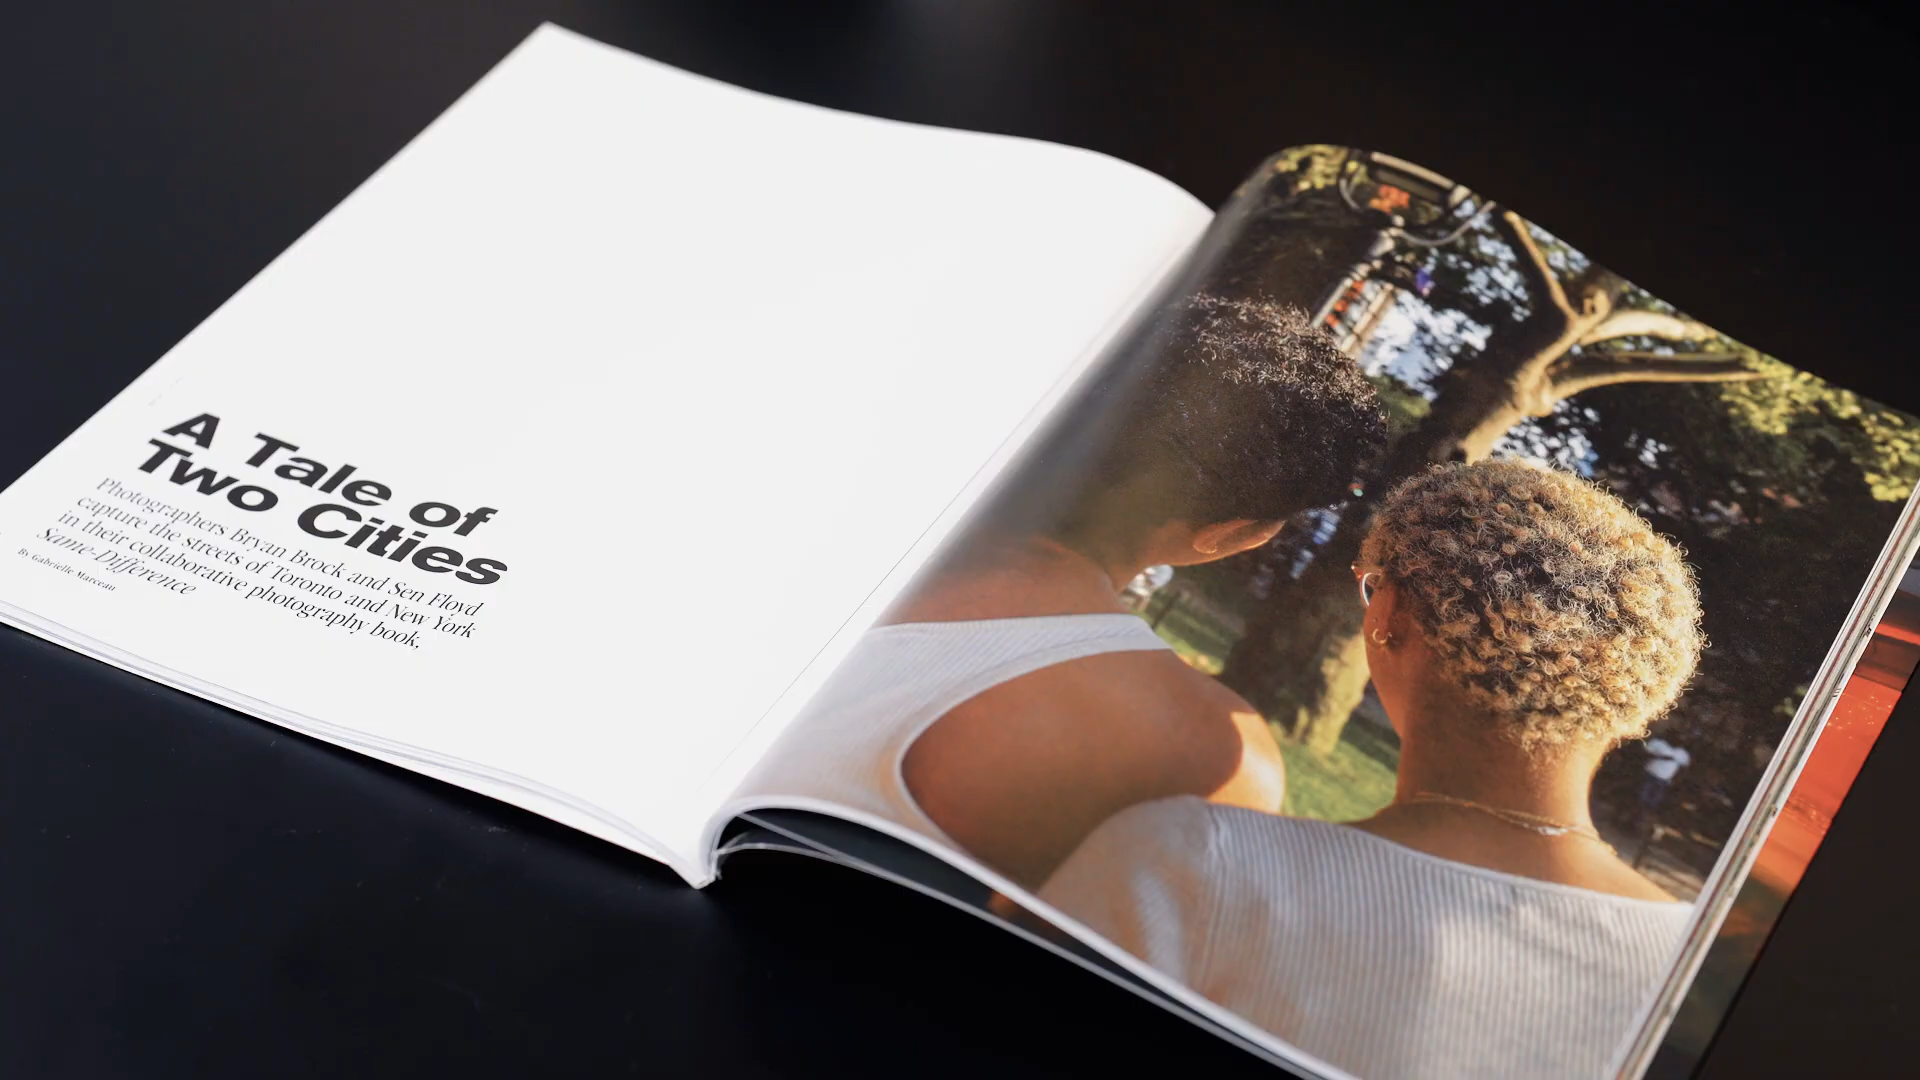 A Tale of
Two Cities
Photographers Bryan Brock and Sen Floyd
capture the streets of Toronto and New York
in their collaborative photography book,
Same-Difference
By Gabrielle Marceau